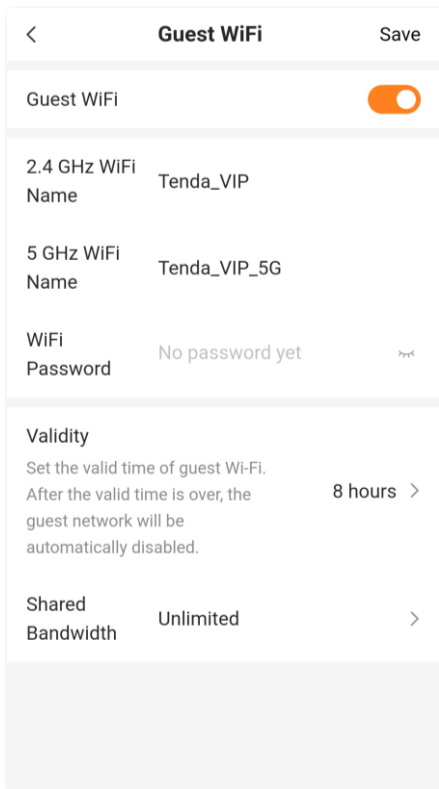 Guest WiFi
Save
Guest WiFi
2.4 GHz WiFi
Name
Tenda_VIP
5 GHz WiFi
Name
Tenda_VIP_5G
WiFi
Password
No password yet
Validity
Set the valid time of guest Wi-Fi.
After the valid time is over, the
guest network will be
automatically disabled.
8 hours
Shared
Bandwidth
Unlimited